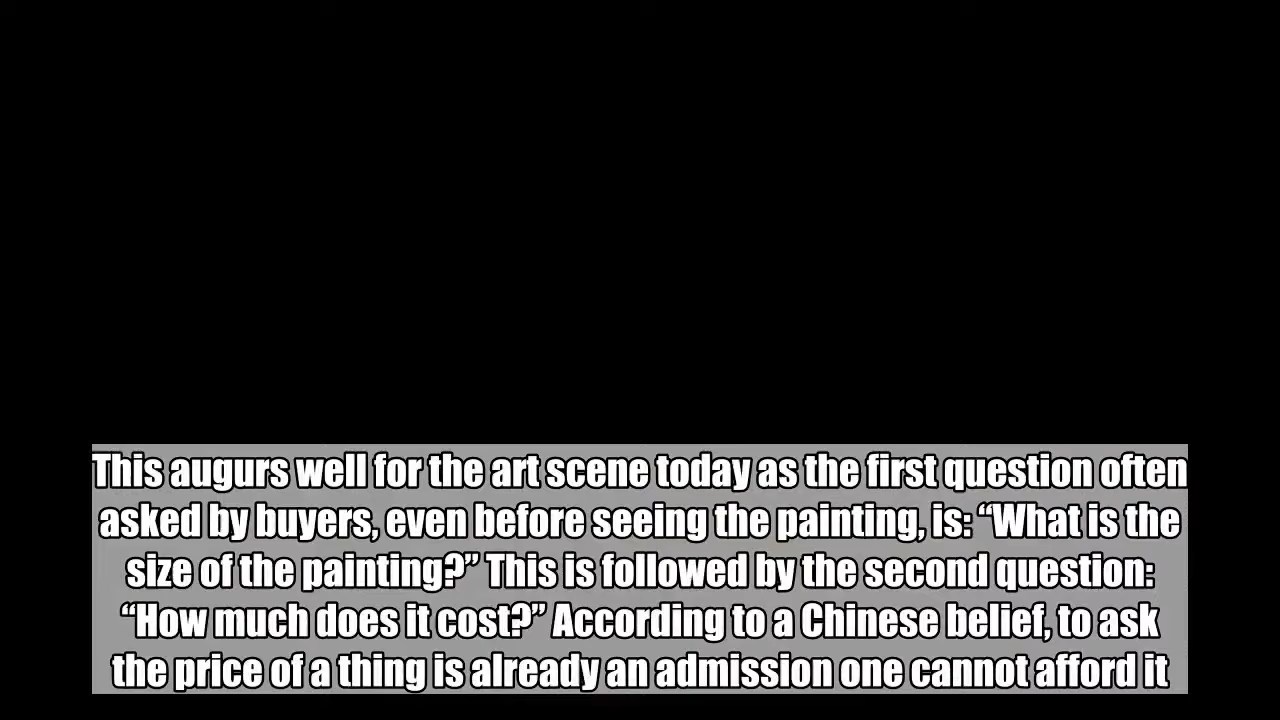 This augurs well for the art scene today as the first question often
asked by buyers, even before seeing the painting, is: “What is the
size of the painting?” This is followed by the second question:
“How much does it cost?” According to a Chinese belief, to ask
the price of a thing is already an admission one cannot afford it